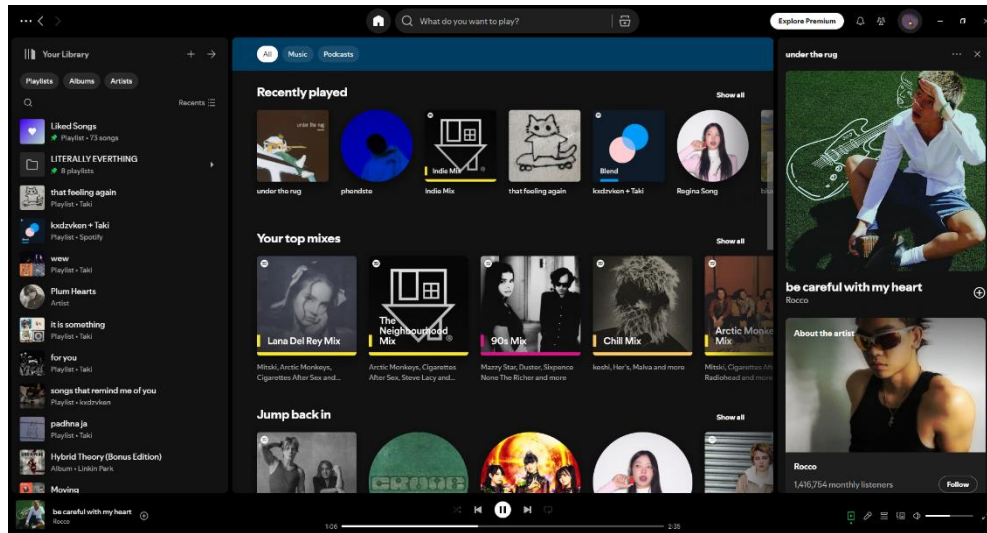 What do you want to play?
Explore Premium
Your Library
Playlists
Albums
Artists
Recents
Liked Songs
Playlist • 73 songs
LITERALLY EVERTHING
8 playlists
that feeling again
Playlist • Taki
kxdzvken + Taki
Playlist • Spotify
wew
Playlist • Taki
Plum Hearts
Artist
it is something
Playlist • Taki
for you
Playlist • Taki
songs that remind me of you
Playlist • kxdzvken
padhna ja
Playlist • Taki
Hybrid Theory (Bonus Edition)
Album • Linkin Park
Moving
All
Music
Podcasts
Recently played
Show all
under the rug
Indie Mix
Blend
under the rug
phendste
Indie Mix
that feeling again
kxdzvken + Taki
Regina Song
Your top mixes
Show all
Lana Del Rey Mix
The Neighbourhood Mix
90s Mix
Chill Mix
Arctic Monke
Mix
Mitski, Arctic Monkeys,
Cigarettes After Sex and...
Arctic Monkeys, Cigarettes
After Sex, Steve Lacy and...
Mazzy Star, Duster, Sixpence
None The Richer and more
keshi, Her's, Malva and more
Mitski, Cigarettes Aft
Radiohead and more
Jump back in
Show all
CRUMB
under the rug
be careful with my heart
Rocco
About the artist
Rocco
1,416,754 monthly listeners
Follow
be careful with my heart
Rocco
1:06
2:35